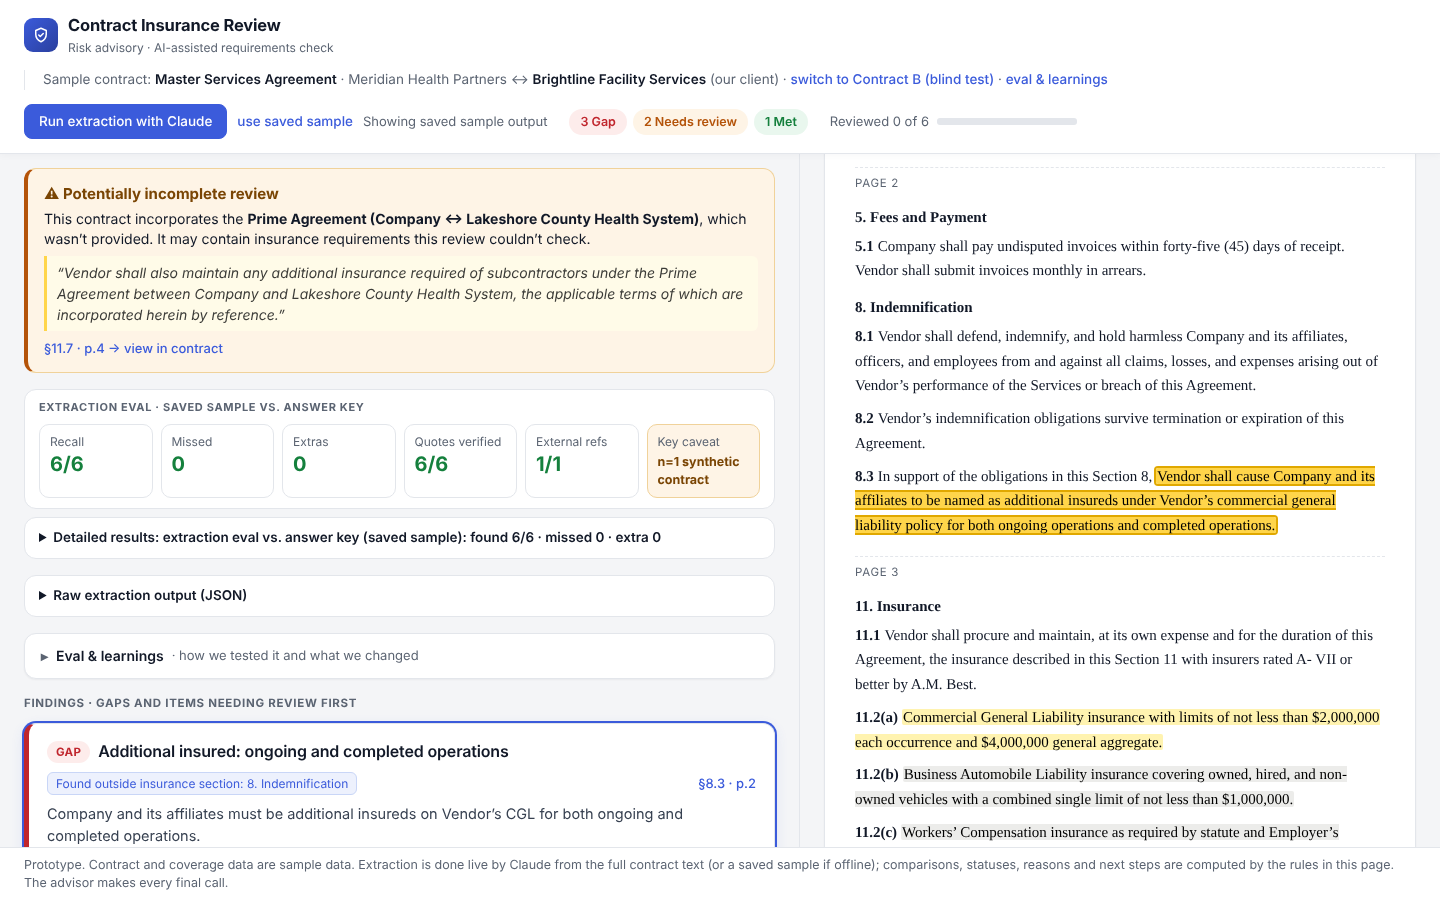 Contract Insurance Review
Risk advisory · AI-assisted requirements check
Sample contract: Master Services Agreement · Meridian Health Partners ↔ Brightline Facility Services (our client) · switch to Contract B (blind test) · eval & learnings
Run extraction with Claude use saved sample Showing saved sample output 3 Gap 2 Needs review 1 Met Reviewed 0 of 6
⚠ Potentially incomplete review
This contract incorporates the Prime Agreement (Company ↔ Lakeshore County Health System), which
wasn’t provided. It may contain insurance requirements this review couldn’t check.
“Vendor shall also maintain any additional insurance required of subcontractors under the Prime
Agreement between Company and Lakeshore County Health System, the applicable terms of which are
incorporated herein by reference.”
§11.7 · p.4 → view in contract
EXTRACTION EVAL · SAVED SAMPLE VS. ANSWER KEY
Recall
6/6
Missed
0
Extras
0
Quotes verified
6/6
External refs
1/1
Key caveat
n=1 synthetic
contract
▶ Detailed results: extraction eval vs. answer key (saved sample): found 6/6 · missed 0 · extra 0
▶ Raw extraction output (JSON)
▶ Eval & learnings · how we tested it and what we changed
FINDINGS · GAPS AND ITEMS NEEDING REVIEW FIRST
GAP Additional insured: ongoing and completed operations
Found outside insurance section: 8. Indemnification §8.3 · p.2
Company and its affiliates must be additional insureds on Vendor’s CGL for both ongoing and
completed operations.
PAGE 2
5. Fees and Payment
5.1 Company shall pay undisputed invoices within forty-five (45) days of receipt.
Vendor shall submit invoices monthly in arrears.
8. Indemnification
8.1 Vendor shall defend, indemnify, and hold harmless Company and its affiliates,
officers, and employees from and against all claims, losses, and expenses arising out of
Vendor’s performance of the Services or breach of this Agreement.
8.2 Vendor’s indemnification obligations survive termination or expiration of this
Agreement.
8.3 In support of the obligations in this Section 8, Vendor shall cause Company and its
affiliates to be named as additional insureds under Vendor’s commercial general
liability policy for both ongoing operations and completed operations.
PAGE 3
11. Insurance
11.1 Vendor shall procure and maintain, at its own expense and for the duration of this
Agreement, the insurance described in this Section 11 with insurers rated A- VII or
better by A.M. Best.
11.2(a) Commercial General Liability insurance with limits of not less than $2,000,000
each occurrence and $4,000,000 general aggregate.
11.2(b) Business Automobile Liability insurance covering owned, hired, and non-
owned vehicles with a combined single limit of not less than $1,000,000.
11.2(c) Workers’ Compensation insurance as required by statute and Employer’s
Prototype. Contract and coverage data are sample data. Extraction is done live by Claude from the full contract text (or a saved sample if offline); comparisons, statuses, reasons and next steps are computed by the rules in this page.
The advisor makes every final call.